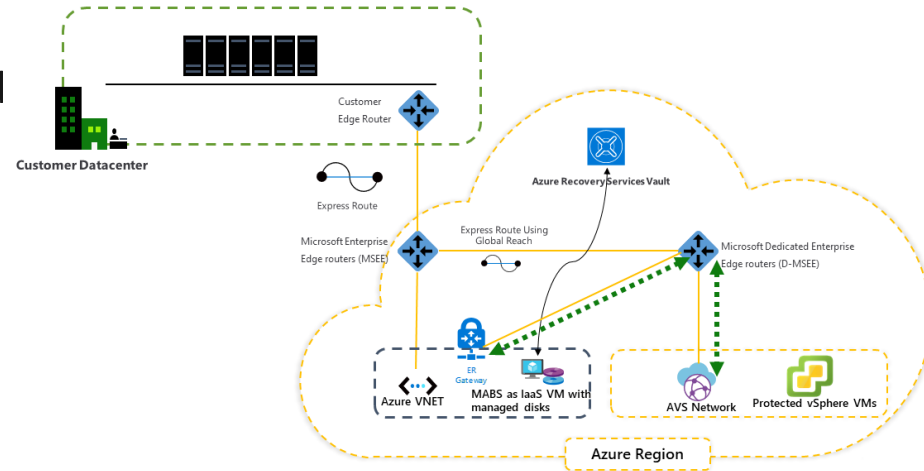 Customer
Edge Router
Customer Datacenter
Azure Recovery Services Vault
Express Route
Express Route Using
Global Reach
Microsoft Enterprise
Edge routers (MSEE)
Microsoft Dedicated Enterprise
Edge routers (D-MSEE)
ER
Gateway
Azure VNET
MABS as IaaS VM with
managed disks
AVS Network
Protected vSphere VMs
Azure Region